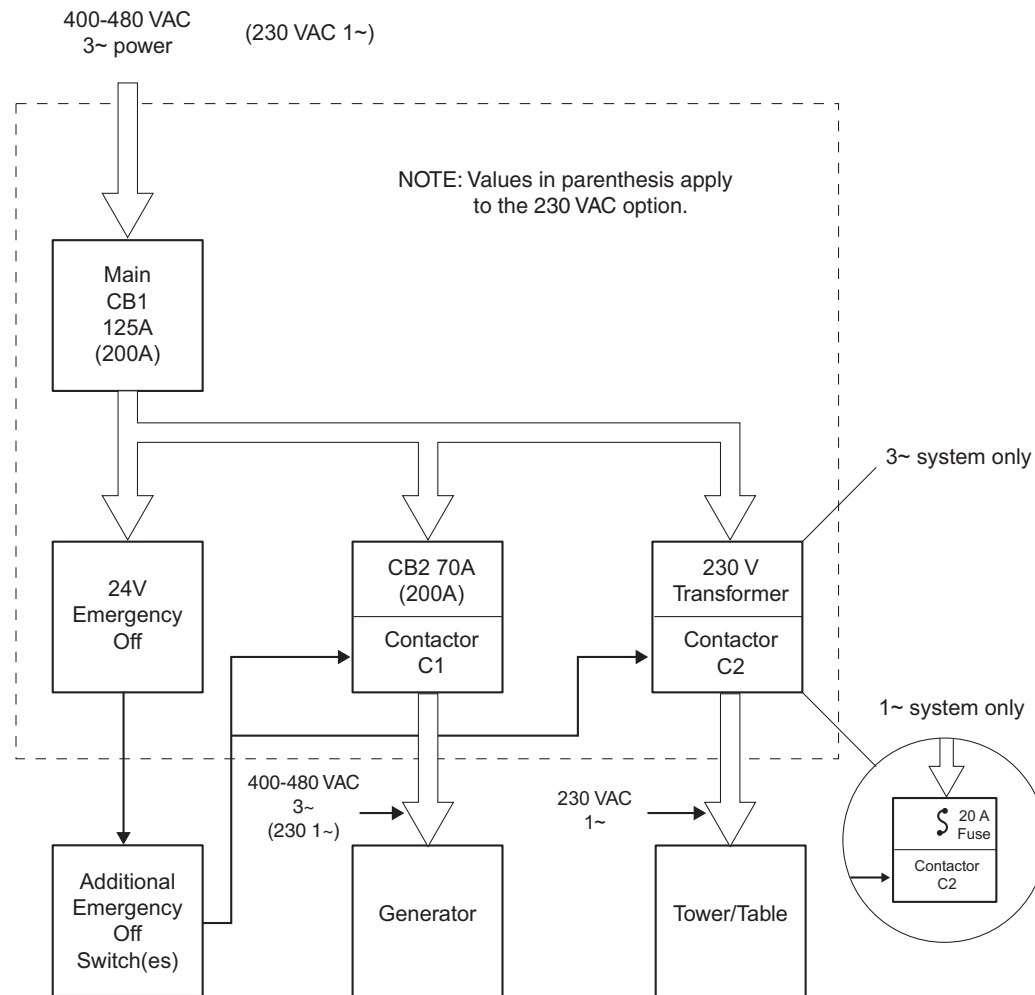 400-480 VAC
3~ power
(230 VAC 1~)
NOTE: Values in parenthesis apply
to the 230 VAC option.
Main
CB1
125A
(200A)
3~ system only
24V
Emergency
Off
CB2 70A
(200A)
Contactor
C1
230 V
Transformer
Contactor
C2
1~ system only
400-480 VAC
3~
(230 1~)
230 VAC
1~
20 A
Fuse
Contactor
C2
Additional
Emergency
Off
Switch(es)
Generator
Tower/Table